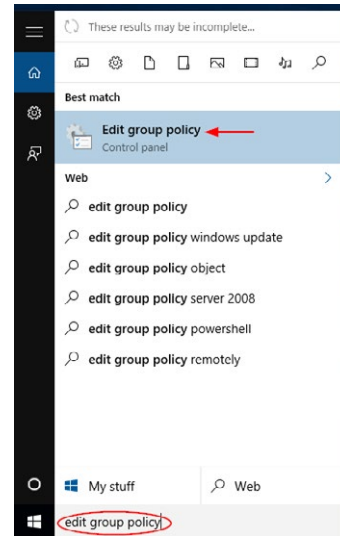 These results may be incomplete...
Best match
Edit group policy
Control panel
Web
edit group policy
edit group policy windows update
edit group policy object
edit group policy server 2008
edit group policy powershell
edit group policy remotely
My stuff
Web
edit group policy